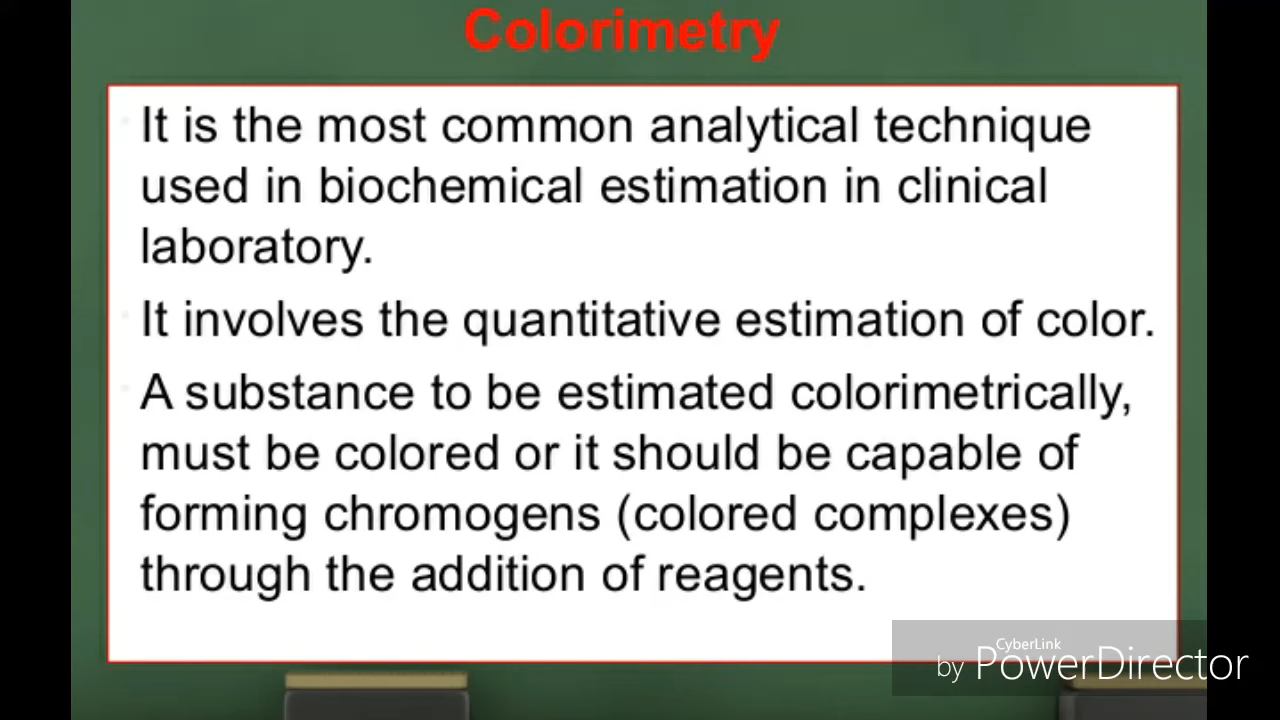 Colorimetry
It is the most common analytical technique
used in biochemical estimation in clinical
laboratory.
It involves the quantitative estimation of color.
A substance to be estimated colorimetrically,
must be colored or it should be capable of
forming chromogens (colored complexes)
through the addition of reagents.
CyberLink
by PowerDirector